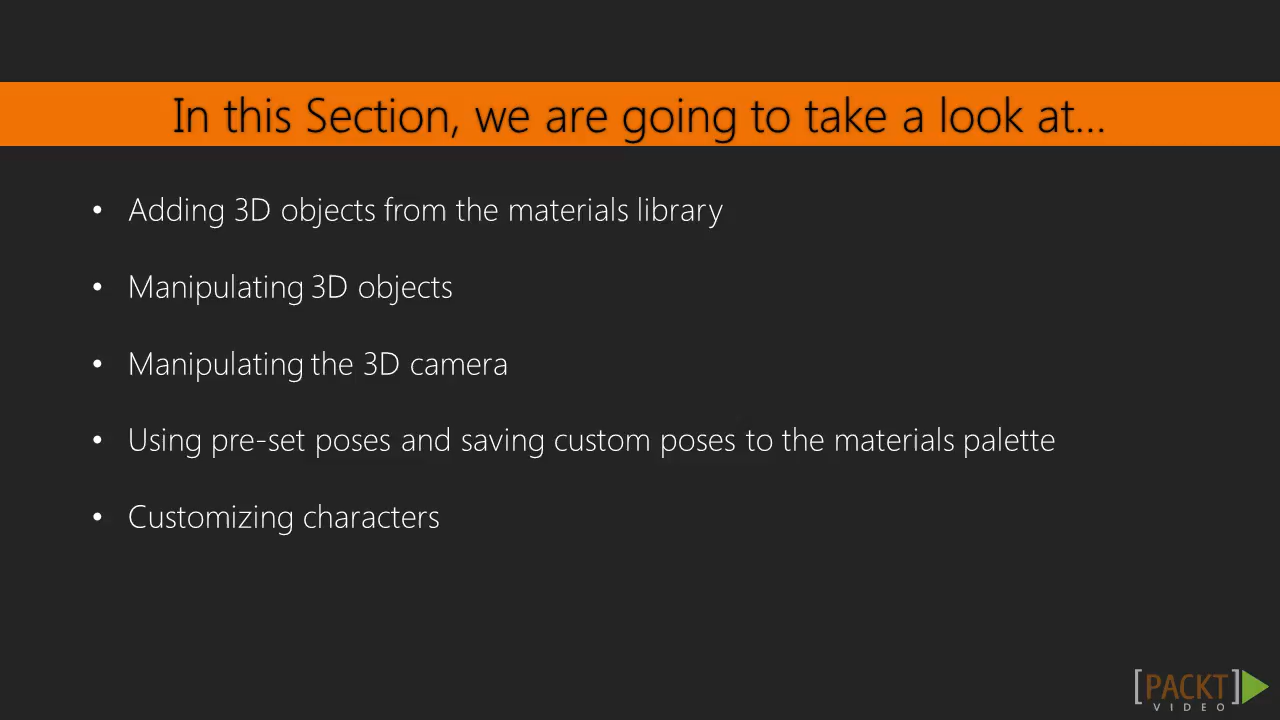 In this Section, we are going to take a look at...
• Adding 3D objects from the materials library
• Manipulating 3D objects
• Manipulating the 3D camera
• Using pre-set poses and saving custom poses to the materials palette
• Customizing characters
[PACKT]
VIDEO